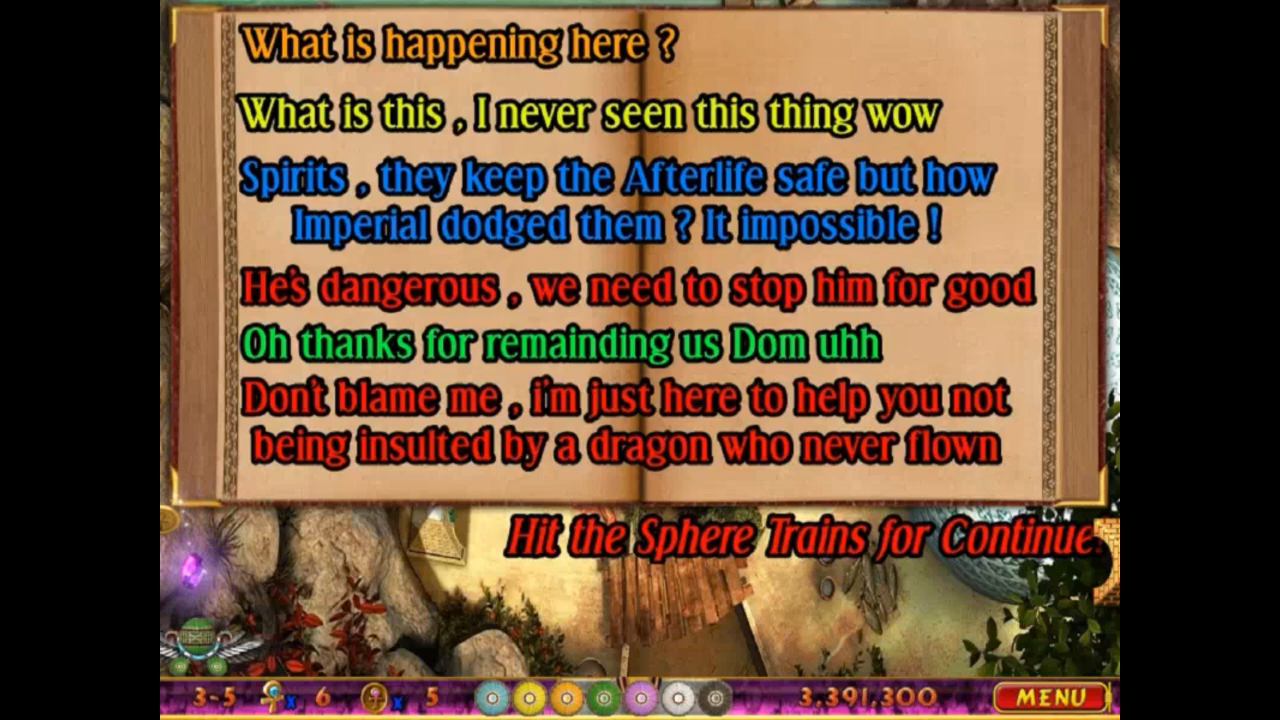 What is happening here ?
What is this , I never seen this thing wow
Spirits , they keep the Afterlife safe but how
Imperial dodged them ? It impossible !
He's dangerous , we need to stop him for good
Oh thanks for remainding us Dom uhh
Don't blame me , i'm just here to help you not
being insulted by a dragon who never flown
Hit the Sphere Trains for Continue.
3-5 x 6 x 5 3,391,300 MENU